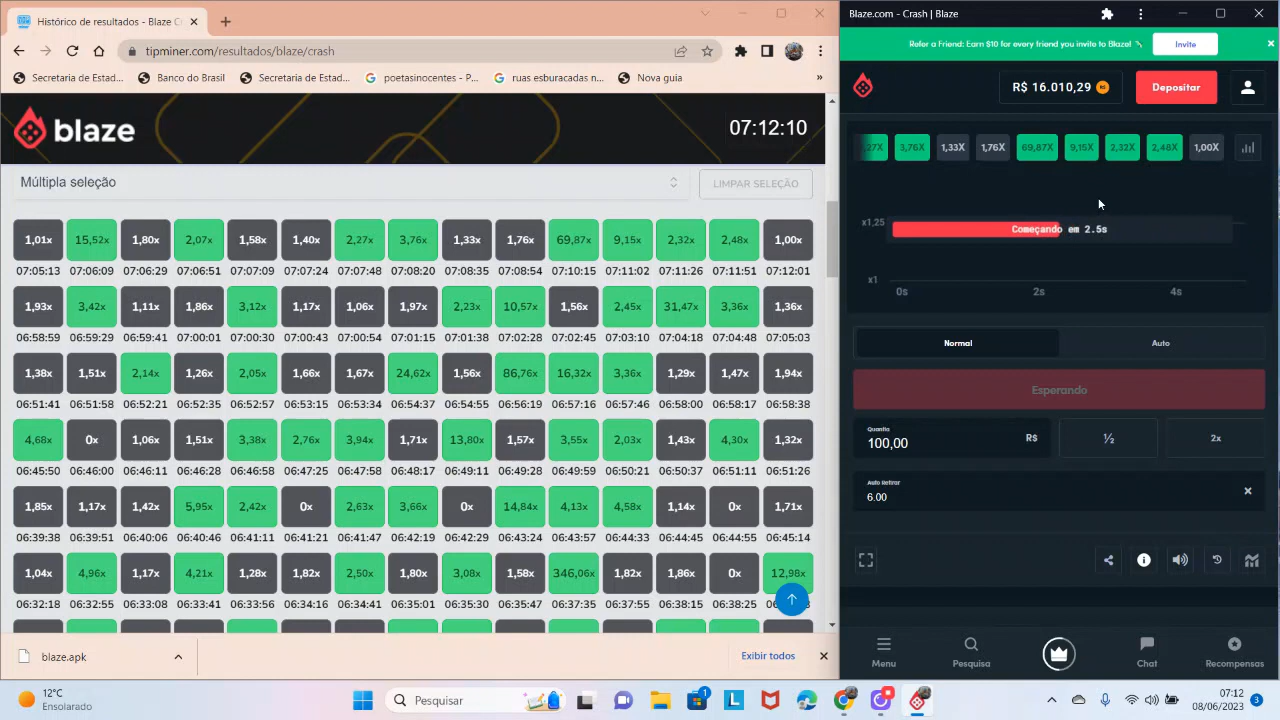 Histórico de resultados - Blaze C
tipminer.com/resultados/blaze/crash
Secretaria de Estad...
Banco do Brasil
Secretaria de Estad...
poetasinocentes - P...
ruas esburacadas n...
Nova guia
»
blaze
07:12:10
Múltipla seleção
LIMPAR SELEÇÃO
1,01x 15,52x 1,80x 1,58x 2,27x 3,76x 1,33x 1,76x 69,87x 9,15x 2,32x 2,48x 1,00x
07:05:13 07:06:09 07:06:29 07:06:51 07:07:09 07:07:24 07:07:48 07:08:20 07:08:34 07:08:54 07:10:15 07:11:02 07:11:26 07:11:51 07:12:01
1,93x 3,42x 1,11x 1,86x 3,12x 1,17x 1,06x 1,97x 2,23x 10,57x 1,56x 2,45x 31,47x 3,36x 1,36x
06:58:59 06:59:29 06:59:41 07:00:01 07:00:30 07:00:43 07:00:54 07:01:15 07:01:38 07:02:28 07:02:45 07:03:10 07:04:18 07:04:48 07:05:03
1,38x 1,51x 2,14x 1,26x 2,05x 1,66x 1,67x 24,62x 1,56x 86,76x 16,32x 3,36x 1,29x 1,47x 1,94x
06:51:41 06:51:58 06:52:21 06:52:35 06:52:57 06:53:15 06:53:33 06:54:37 06:54:55 06:56:19 06:57:16 06:57:46 06:58:00 06:58:17 06:58:38
4,68x 0x 1,06x 1,51x 3,38x 2,76x 3,94x 1,71x 13,80x 1,57x 3,55x 2,03x 1,43x 4,30x 1,32x
06:45:50 06:46:00 06:46:11 06:46:28 06:46:58 06:47:25 06:47:58 06:48:17 06:49:11 06:49:28 06:49:59 06:50:21 06:50:37 06:51:11 06:51:26
1,85x 1,17x 1,42x 2,95x 2,42x 0x 2,63x 3,66x 0x 14,84x 4,13x 4,58x 1,14x 0x 1,71x
06:39:38 06:39:51 06:40:06 06:40:46 06:41:11 06:41:21 06:41:47 06:42:19 06:42:29 06:43:24 06:43:58 06:44:33 06:44:45 06:44:55 06:45:14
1,04x 4,96x 1,17x 4,21x 1,28x 1,82x 2,50x 1,80x 3,08x 1,58x 346,06x 1,82x 1,86x 0x 12,98x
06:32:18 06:32:55 06:33:08 06:33:41 06:33:56 06:34:16 06:34:41 06:35:01 06:35:29 06:35:47 06:37:35 06:37:55 06:38:15 06:38:25
blaze.apk
Exibir todos
Blaze.com - Crash | Blaze
Refer a Friend: Earn $10 for every friend you invite to Blaze!
Invite
R$ 16.010,29
R$
Depositar
3,76X 1,33X 1,76X 69,87X 9,15X 2,32X 2,48X 1,00X
x1,25
Começando em 2.5s
x1
0s 2s 4s
Normal
Auto
Esperando
Quantia
100,00
R$
½
2x
Auto Retirar
6.00
Menu
Pesquisa
Chat
Recompensas
12°C
Ensolarado
Pesquisar
1
07:12
08/06/2023
3